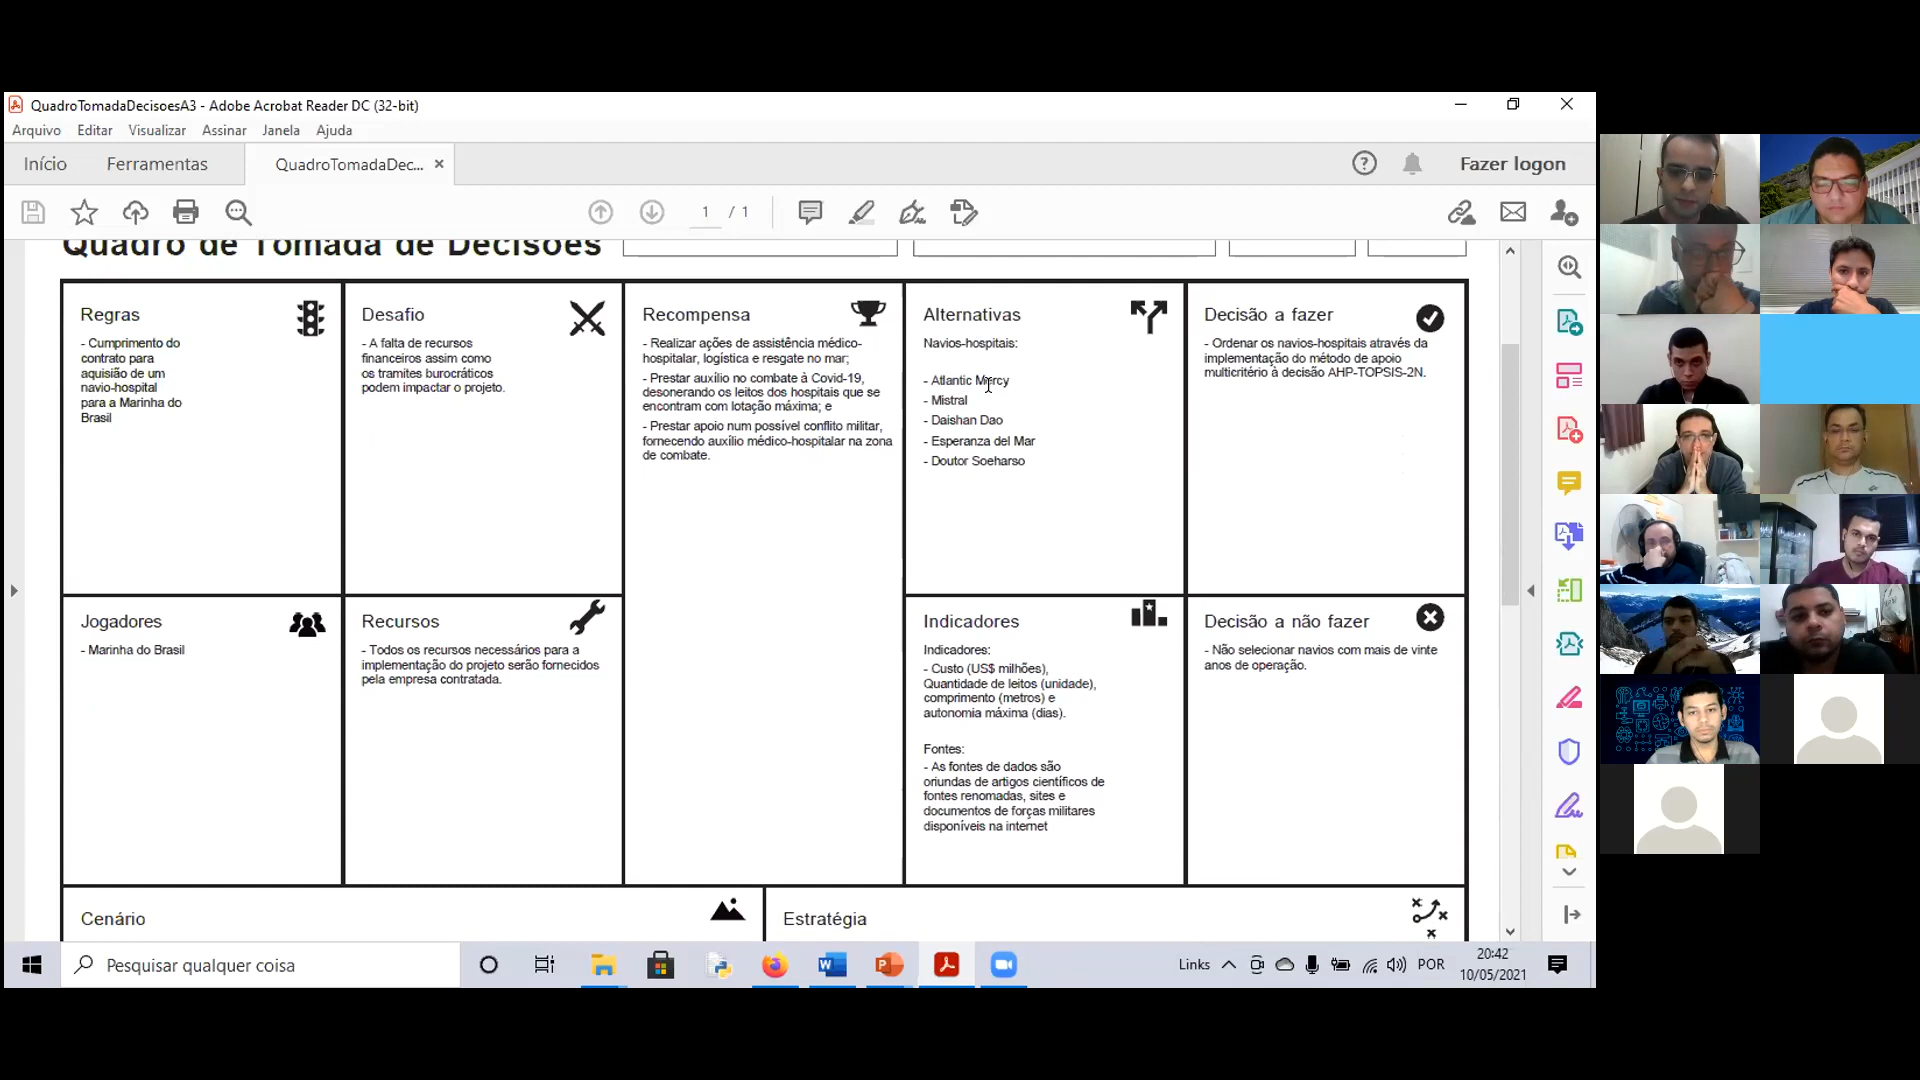 QuadroTomadaDecisoesA3 - Adobe Acrobat Reader DC (32-bit)
Arquivo Editar Visualizar Assinar Janela Ajuda
Início Ferramentas QuadroTomadaDec... × Fazer logon
1 / 1
Quadro de Tomada de Decisões
Regras
- Cumprimento do
contrato para
aquisião de um
navio-hospital
para a Marinha do
Brasil
Desafio
- A falta de recursos
financeiros assim como
os tramites burocráticos
podem impactar o projeto.
Recompensa
- Realizar ações de assistência médico-
hospitalar, logística e resgate no mar;
- Prestar auxílio no combate à Covid-19,
desonerando os leitos dos hospitais que se
encontram com lotação máxima; e
- Prestar apoio num possível conflito militar,
fornecendo auxílio médico-hospitalar na zona
de combate.
Alternativas
Navios-hospitais:
- Atlantic Mercy
- Mistral
- Daishan Dao
- Esperanza del Mar
- Doutor Soeharso
Decisão a fazer
- Ordenar os navios-hospitais através da
implementação do método de apoio
multicritério à decisão AHP-TOPSIS-2N.
Jogadores
- Marinha do Brasil
Recursos
- Todos os recursos necessários para a
implementação do projeto serão fornecidos
pela empresa contratada.
Indicadores
Indicadores:
- Custo (US$ milhões),
Quantidade de leitos (unidade),
comprimento (metros) e
autonomia máxima (dias).
Fontes:
- As fontes de dados são
oriundas de artigos científicos de
fontes renomadas, sites e
documentos de forças militares
disponíveis na internet
Decisão a não fazer
- Não selecionar navios com mais de vinte
anos de operação.
Cenário
Estratégia
Pesquisar qualquer coisa
Links POR
20:42
10/05/2021